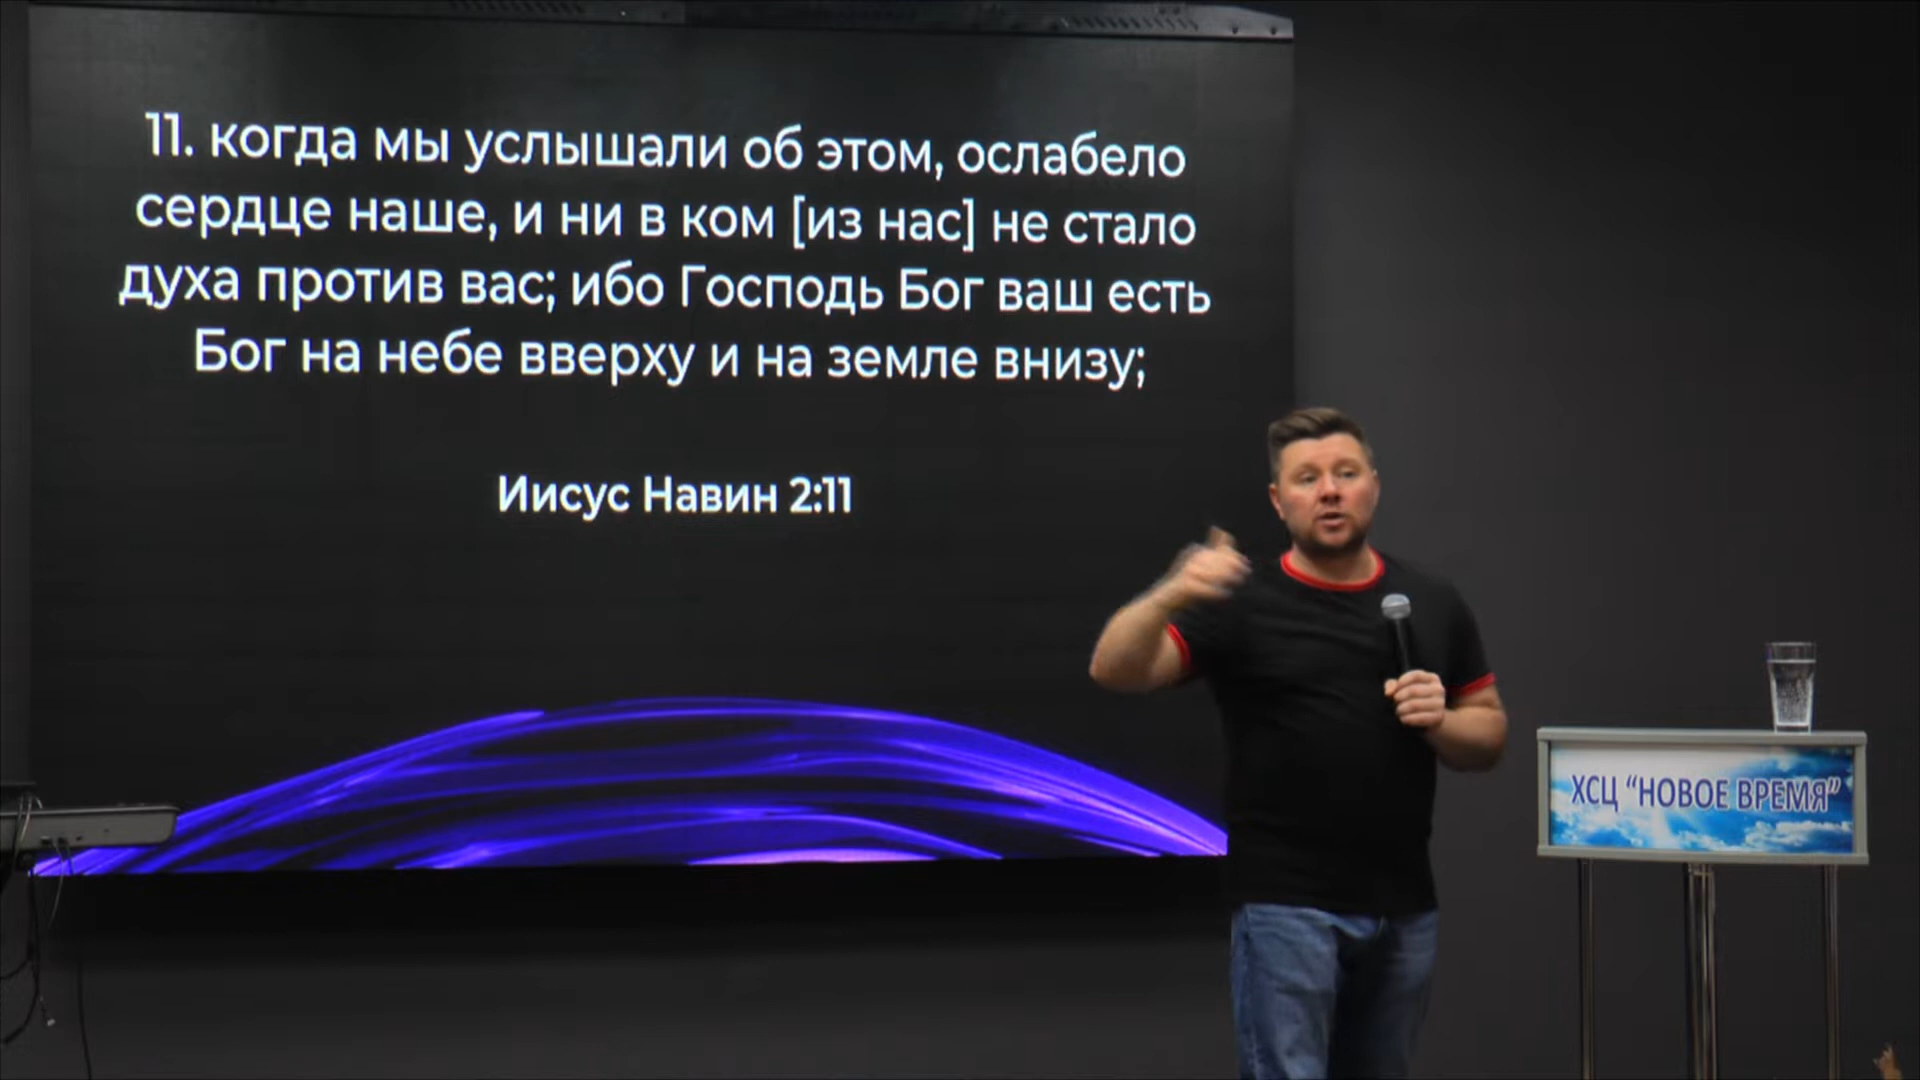 11. когда мы услышали об этом, ослабело
сердце наше, и ни в ком [из нас] не стало
духа против вас; ибо Господь Бог ваш есть
Бог на небе вверху и на земле внизу;
Иисус Навин 2:11
ХСЦ "НОВОЕ ВРЕМЯ"